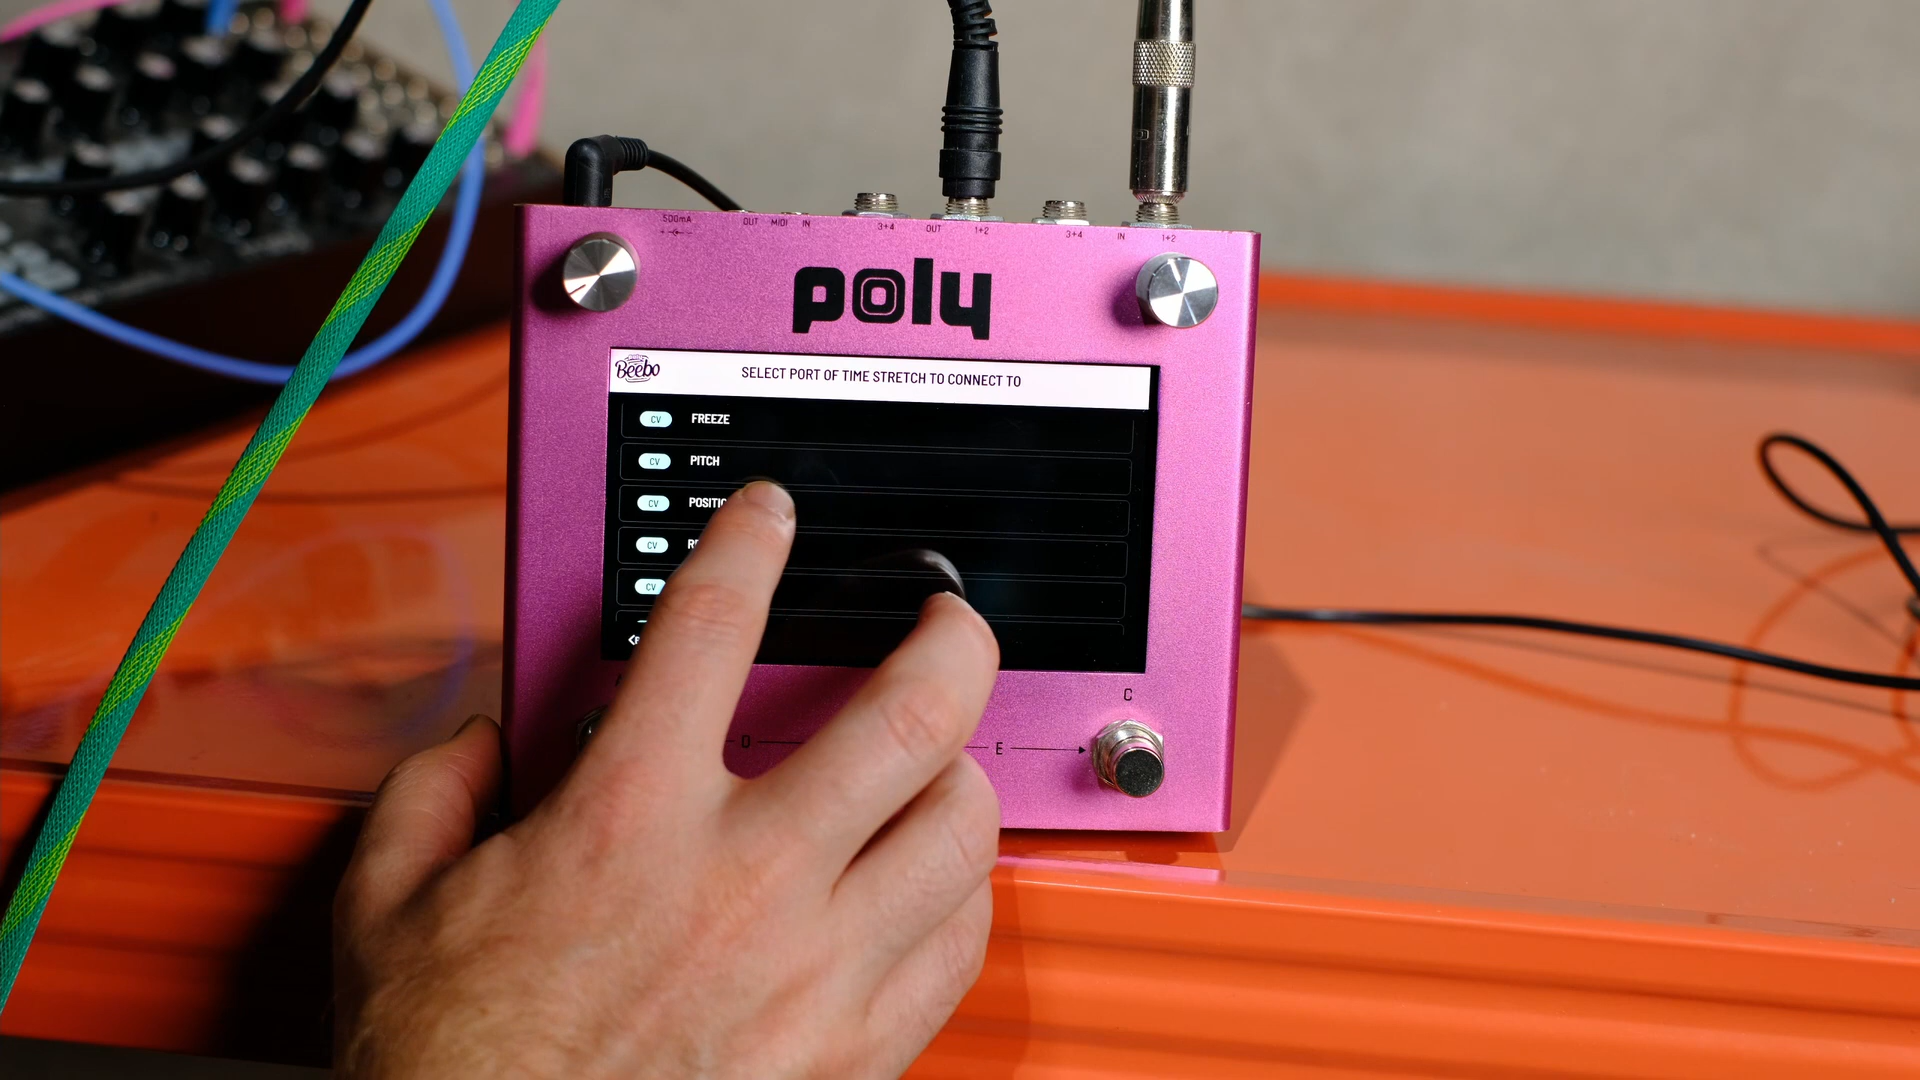 500mA
OUT MIDI IN
3+4
OUT
1+2
3+4
IN
1+2
poly
poly
Beebo
SELECT PORT OF TIME STRETCH TO CONNECT TO
CV FREEZE
CV PITCH
CV
CV
CV
C
D
E